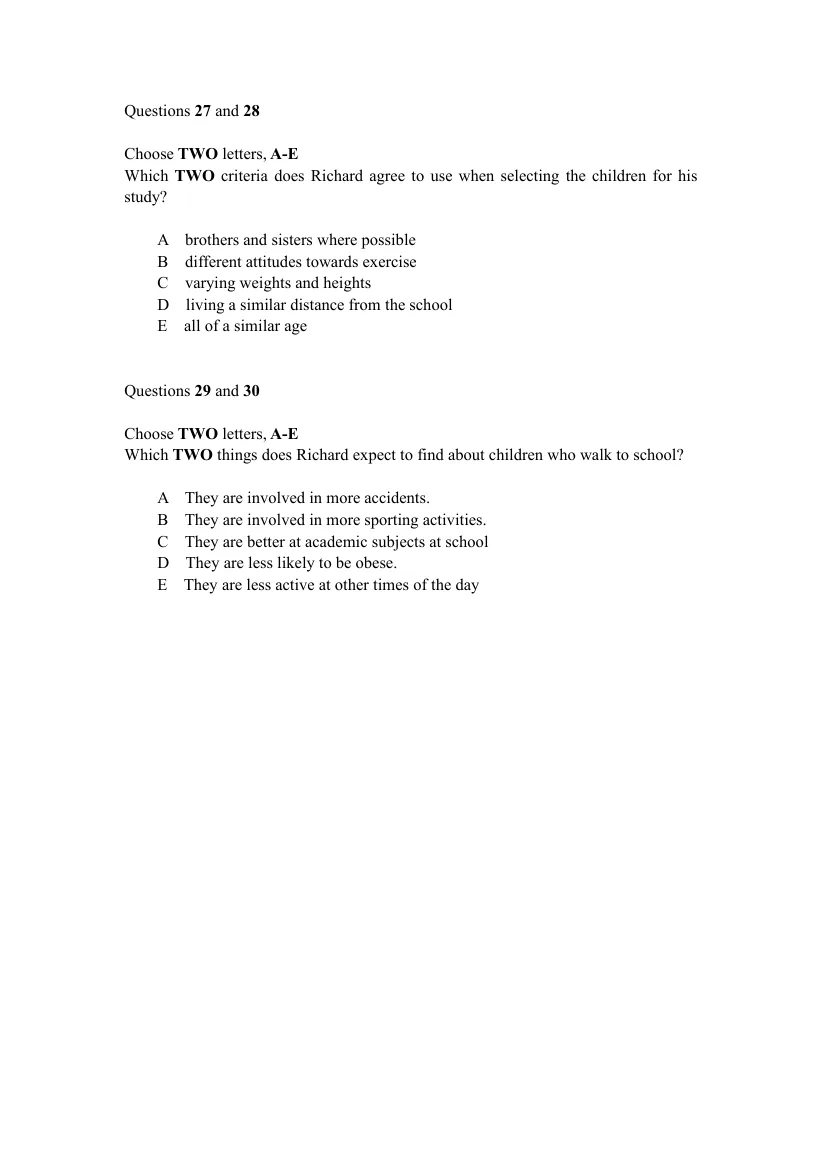 Questions 27 and 28
Choose TWO letters, A-E
Which TWO criteria does Richard agree to use when selecting the children for his
study?
A brothers and sisters where possible
B different attitudes towards exercise
C varying weights and heights
D living a similar distance from the school
E all of a similar age
Questions 29 and 30
Choose TWO letters, A-E
Which TWO things does Richard expect to find about children who walk to school?
A They are involved in more accidents.
B They are involved in more sporting activities.
C They are better at academic subjects at school
D They are less likely to be obese.
E They are less active at other times of the day